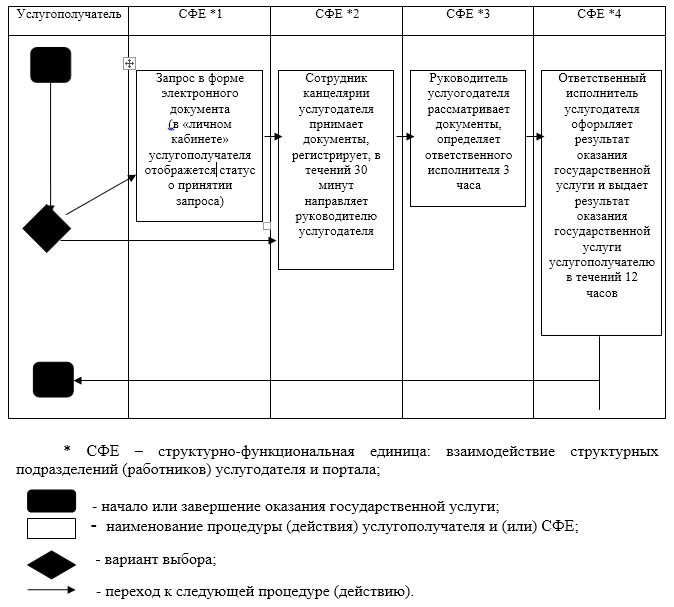 Услугополучатель СФЕ *1 СФЕ *2 СФЕ *3 СФЕ *4
Запрос в форме
электронного
документа
(в «личном
кабинете»
услугополучателя
отображется статус
о принятии
запроса)
Сотрудник
канцелярии
услугодателя
прнимает
документы,
регистрирует, в
течений 30
минут
направляет
руководителю
услугодателя
Руководитель
услуогодателя
рассматривает
документы,
определяет
ответственного
исполнителя 3
часа
Ответственный
исполнитель
услугодателя
оформляет
результат
оказания
государственной
услуги и выдает
результат
оказания
государственной
услуги
услугополучателю
в течений 12
часов
* СФЕ – структурно-функциональная единица: взаимодействие структурных
подразделений (работников) услугодателя и портала;
- начало или завершение оказания государственной услуги;
- наименование процедуры (действия) услугополучателя и (или) СФЕ;
- вариант выбора;
- переход к следующей процедуре (действию).